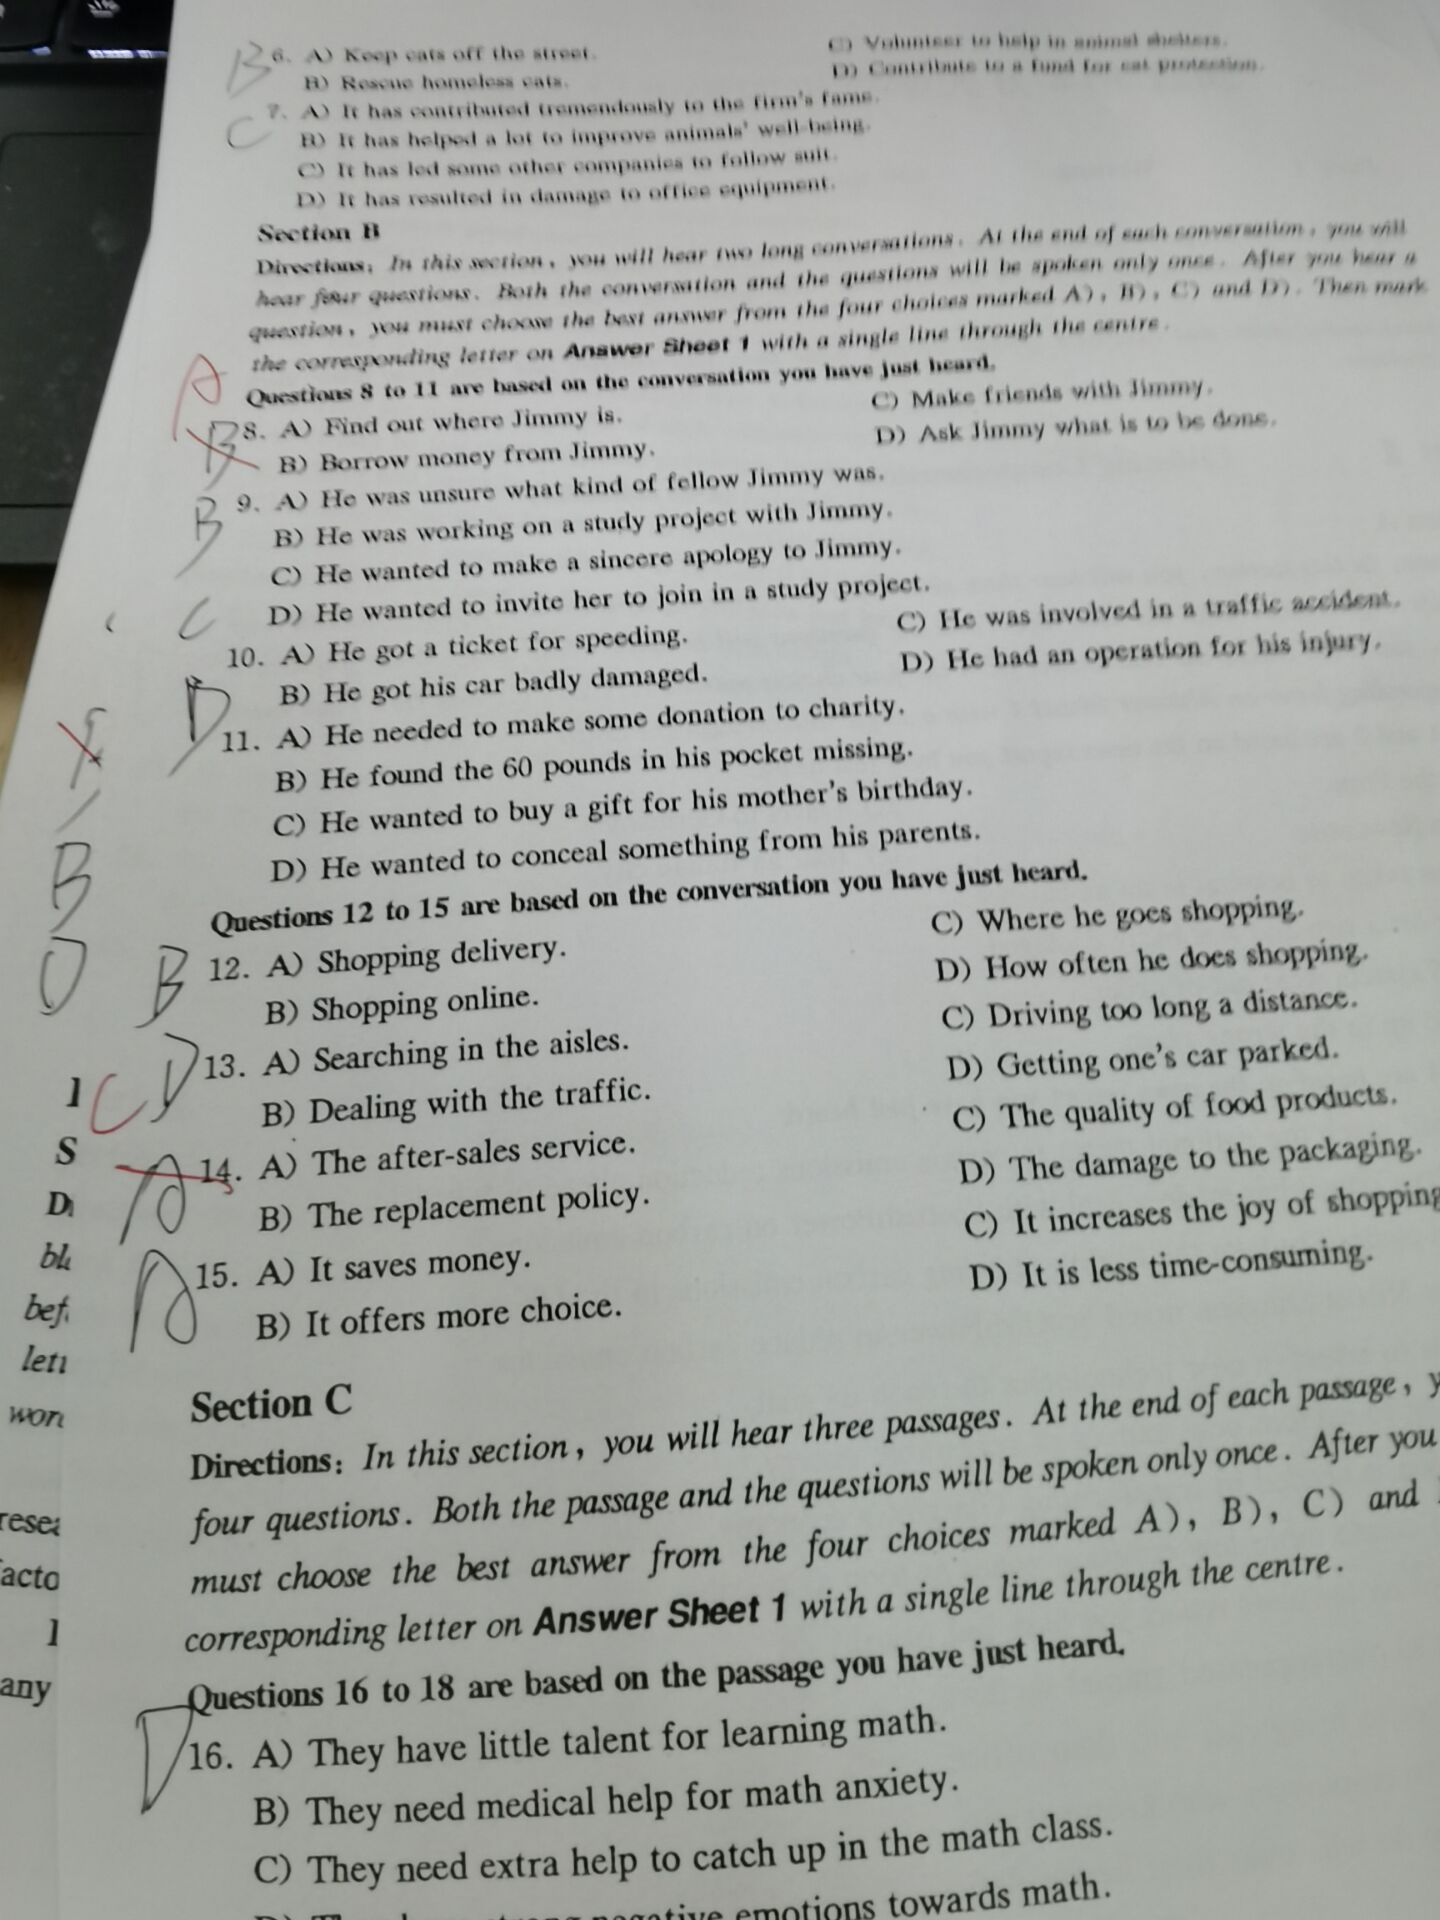 B 6. A) Keep cats off the street.
C) Volunteer to help in animal shelters.
B) Rescue homeless cats.
D) Contribute to a fund for cat protection.
C 7. A) It has contributed tremendously to the firm's fame.
B) It has helped a lot to improve animals' well-being.
C) It has led some other companies to follow suit.
D) It has resulted in damage to office equipment.
Section B
Directions: In this section, you will hear two long conversations. At the end of each conversation, you will
hear four questions. Both the conversation and the questions will be spoken only once. After you hear a
question, you must choose the best answer from the four choices marked A), B), C) and D). Then mark
the corresponding letter on Answer Sheet 1 with a single line through the centre.
A
Questions 8 to 11 are based on the conversation you have just heard.
B 8. A) Find out where Jimmy is.
C) Make friends with Jimmy.
B) Borrow money from Jimmy.
D) Ask Jimmy what is to be done.
B 9. A) He was unsure what kind of fellow Jimmy was.
B) He was working on a study project with Jimmy.
C) He wanted to make a sincere apology to Jimmy.
D) He wanted to invite her to join in a study project.
C 10. A) He got a ticket for speeding.
C) He was involved in a traffic accident.
B) He got his car badly damaged.
D) He had an operation for his injury.
D 11. A) He needed to make some donation to charity.
B) He found the 60 pounds in his pocket missing.
C) He wanted to buy a gift for his mother's birthday.
D) He wanted to conceal something from his parents.
B
Questions 12 to 15 are based on the conversation you have just heard.
B 12. A) Shopping delivery.
C) Where he goes shopping.
B) Shopping online.
D) How often he does shopping.
D 13. A) Searching in the aisles.
C) Driving too long a distance.
B) Dealing with the traffic.
D) Getting one's car parked.
C
A 14. A) The after-sales service.
C) The quality of food products.
B) The replacement policy.
D) The damage to the packaging.
A 15. A) It saves money.
C) It increases the joy of shopping
B) It offers more choice.
D) It is less time-consuming.
Section C
Directions: In this section, you will hear three passages. At the end of each passage, y
four questions. Both the passage and the questions will be spoken only once. After you
must choose the best answer from the four choices marked A), B), C) and
corresponding letter on Answer Sheet 1 with a single line through the centre.
Questions 16 to 18 are based on the passage you have just heard.
D 16. A) They have little talent for learning math.
B) They need medical help for math anxiety.
C) They need extra help to catch up in the math class.
negative emotions towards math.
any